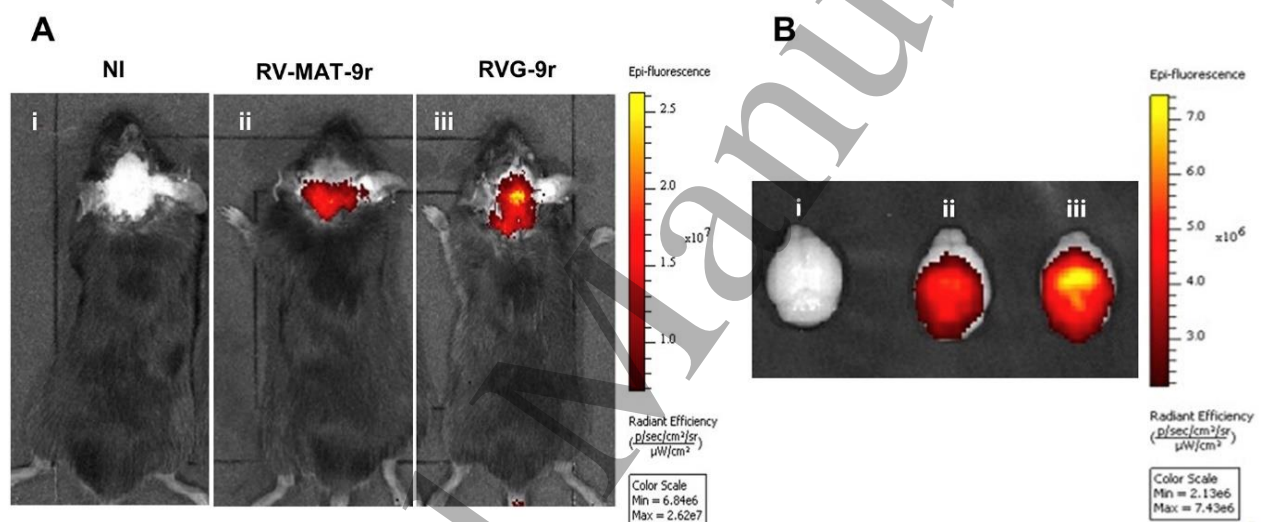 A
B
NI
RV-MAT-9r
RVG-9r
i
ii
iii
Epi-fluorescence
2.5
2.0
x10⁷
1.5
1.0
Radiant Efficiency
(p/sec/cm²/sr
μW/cm²)
Color Scale
Min = 6.84e6
Max = 2.62e7
i
ii
iii
Epi-fluorescence
7.0
6.0
5.0
x10⁶
4.0
3.0
Radiant Efficiency
(p/sec/cm²/sr
μW/cm²)
Color Scale
Min = 2.13e6
Max = 7.43e6